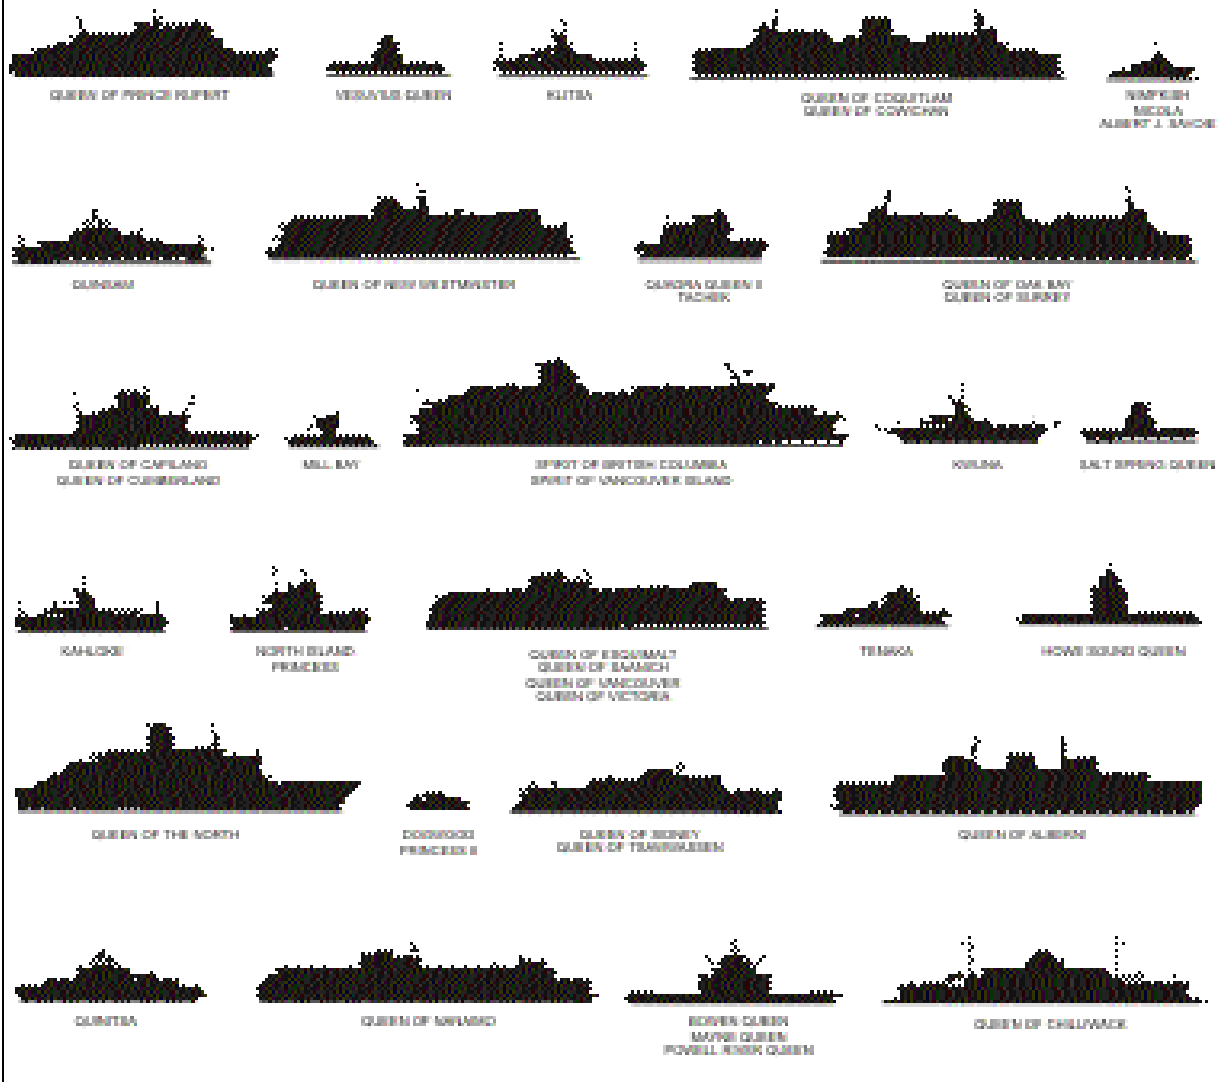 QUEEN OF PRINCE RUPERT
VESUVIUS QUEEN
KLITSA
QUEEN OF COQUITLAM
QUEEN OF COWICHAN
NIMPKISH
NICOLA
ALBERT J. SAVOIE
QUINSAM
QUEEN OF NEW WESTMINSTER
QUADRA QUEEN II
TACHEK
QUEEN OF OAK BAY
QUEEN OF SURREY
QUEEN OF CAPILANO
QUEEN OF CUMBERLAND
MILL BAY
SPIRIT OF BRITISH COLUMBIA
SPIRIT OF VANCOUVER ISLAND
KWUNA
SALT SPRING QUEEN
KAHLOKE
NORTH ISLAND
PRINCESS
QUEEN OF ESQUIMALT
QUEEN OF SAANICH
QUEEN OF VANCOUVER
QUEEN OF VICTORIA
TENAKA
HOWE SOUND QUEEN
QUEEN OF THE NORTH
DOGWOOD
PRINCESS II
QUEEN OF SIDNEY
QUEEN OF TSAWWASSEN
QUEEN OF ALBERNI
QUINITSA
QUEEN OF NANAIMO
BOWEN QUEEN
MAYNE QUEEN
POWELL RIVER QUEEN
QUEEN OF CHILLIWACK